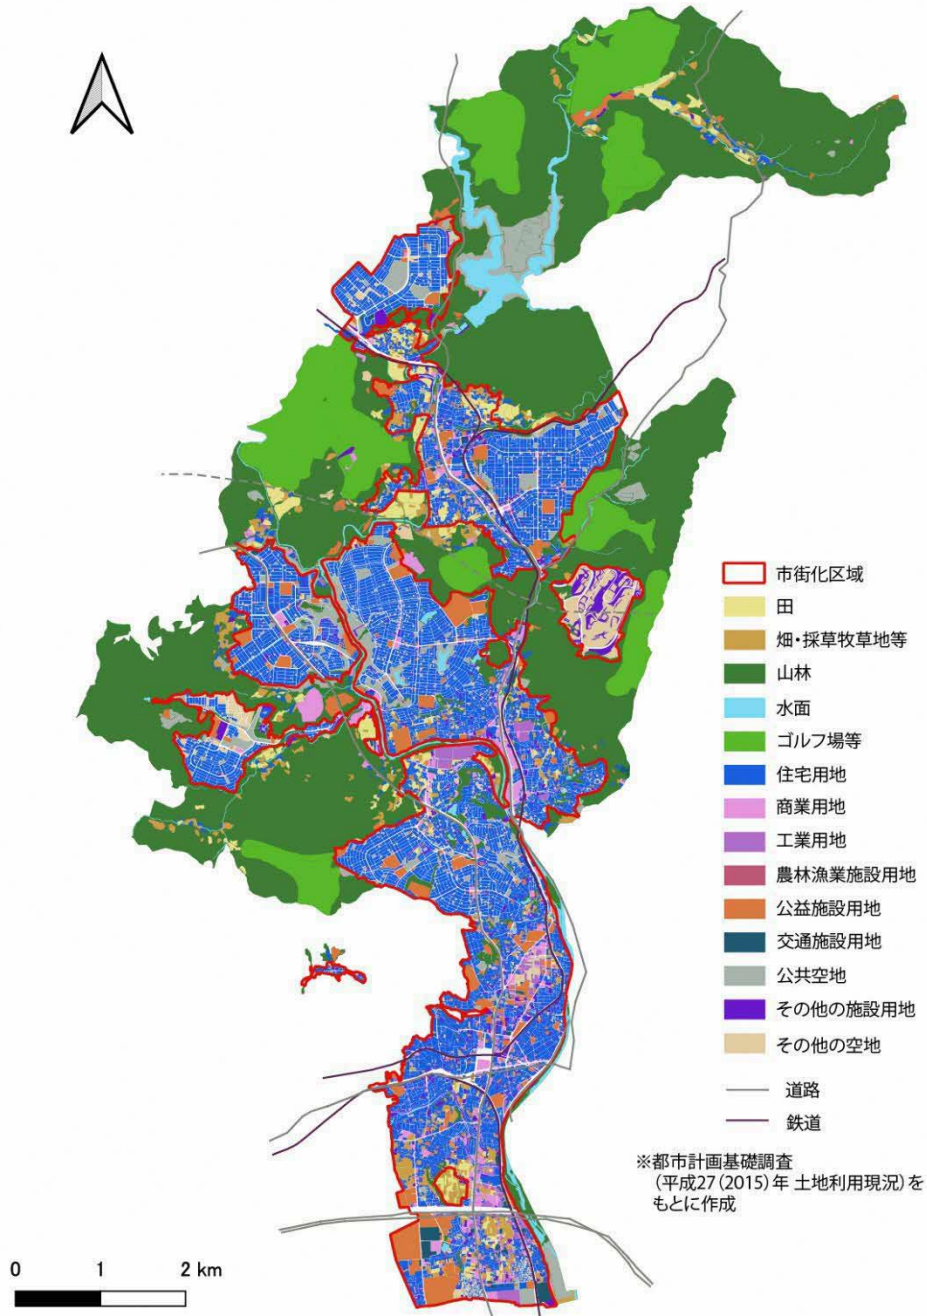 市街化区域
田
畑・採草牧草地等
山林
水面
ゴルフ場等
住宅用地
商業用地
工業用地
農林漁業施設用地
公益施設用地
交通施設用地
公共空地
その他の施設用地
その他の空地
道路
鉄道
※都市計画基礎調査
(平成27(2015)年 土地利用現況)を
もとに作成
0 1 2 km